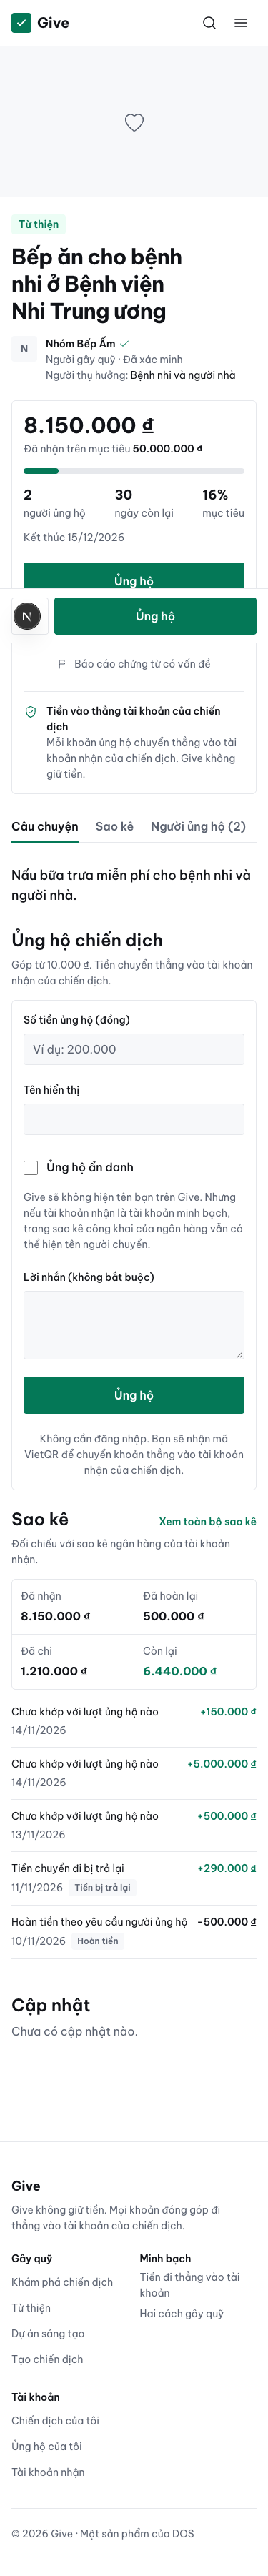 Give
Từ thiện
Bếp ăn cho bệnh
nhi ở Bệnh viện
Nhi Trung ương
N
Nhóm Bếp Ấm
Người gây quỹ · Đã xác minh
Người thụ hưởng: Bệnh nhi và người nhà
8.150.000 ₫
Đã nhận trên mục tiêu 50.000.000 ₫
2
người ủng hộ
30
ngày còn lại
16%
mục tiêu
Kết thúc 15/12/2026
Ủng hộ
N
Ủng hộ
Báo cáo chứng từ có vấn đề
Tiền vào thẳng tài khoản của chiến
dịch
Mỗi khoản ủng hộ chuyển thẳng vào tài
khoản nhận của chiến dịch. Give không
giữ tiền.
Câu chuyện
Sao kê
Người ủng hộ (2)
Nấu bữa trưa miễn phí cho bệnh nhi và
người nhà.
Ủng hộ chiến dịch
Góp từ 10.000 ₫. Tiền chuyển thẳng vào tài khoản
nhận của chiến dịch.
Số tiền ủng hộ (đồng)
Ví dụ: 200.000
Tên hiển thị
Ủng hộ ẩn danh
Give sẽ không hiện tên bạn trên Give. Nhưng
nếu tài khoản nhận là tài khoản minh bạch,
trang sao kê công khai của ngân hàng vẫn có
thể hiện tên người chuyển.
Lời nhắn (không bắt buộc)
Ủng hộ
Không cần đăng nhập. Bạn sẽ nhận mã
VietQR để chuyển khoản thẳng vào tài khoản
nhận của chiến dịch.
Sao kê
Xem toàn bộ sao kê
Đối chiếu với sao kê ngân hàng của tài khoản
nhận.
Đã nhận
8.150.000 ₫
Đã hoàn lại
500.000 ₫
Đã chi
1.210.000 ₫
Còn lại
6.440.000 ₫
Chưa khớp với lượt ủng hộ nào
+150.000 ₫
14/11/2026
Chưa khớp với lượt ủng hộ nào
+5.000.000 ₫
14/11/2026
Chưa khớp với lượt ủng hộ nào
+500.000 ₫
13/11/2026
Tiền chuyển đi bị trả lại
+290.000 ₫
11/11/2026
Tiền bị trả lại
Hoàn tiền theo yêu cầu người ủng hộ
-500.000 ₫
10/11/2026
Hoàn tiền
Cập nhật
Chưa có cập nhật nào.
Give
Give không giữ tiền. Mọi khoản đóng góp đi
thẳng vào tài khoản của chiến dịch.
Gây quỹ
Khám phá chiến dịch
Từ thiện
Dự án sáng tạo
Tạo chiến dịch
Minh bạch
Tiền đi thẳng vào tài
khoản
Hai cách gây quỹ
Tài khoản
Chiến dịch của tôi
Ủng hộ của tôi
Tài khoản nhận
© 2026 Give · Một sản phẩm của DOS